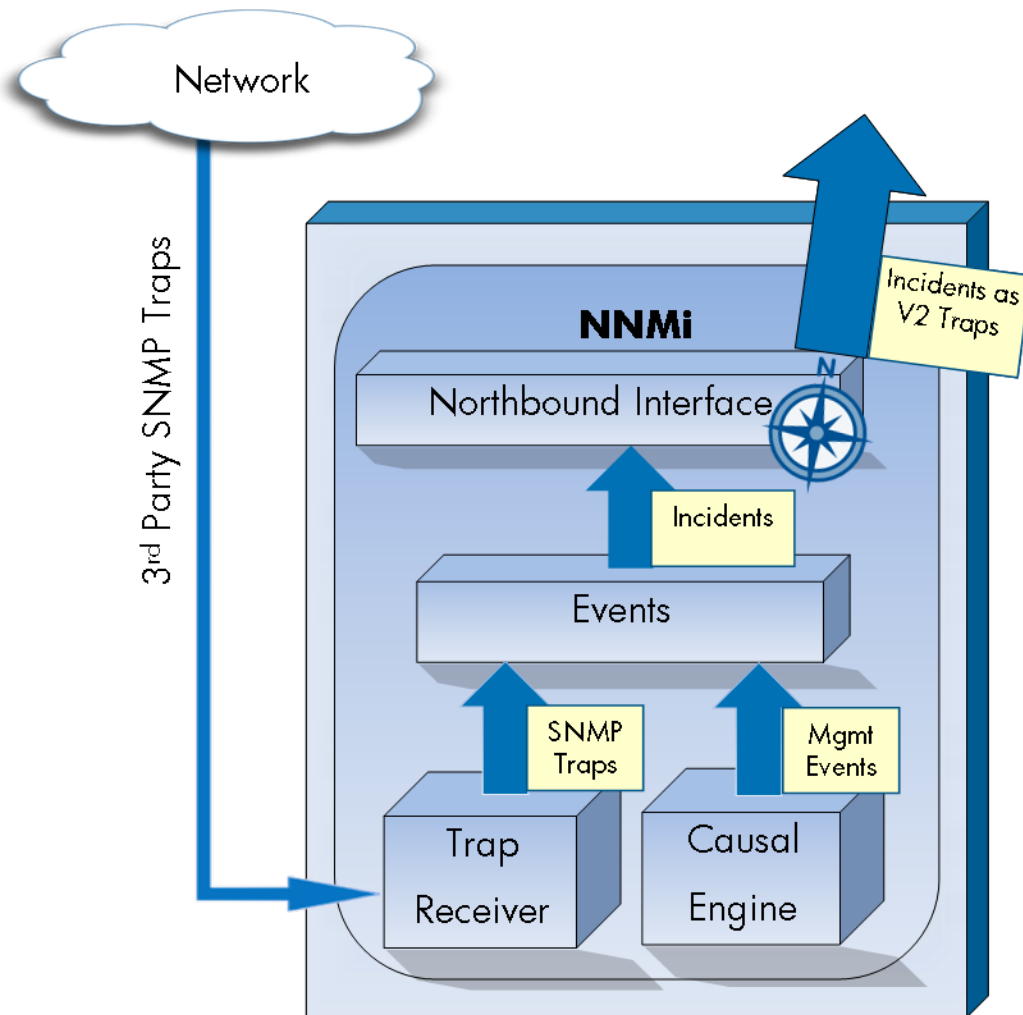 Network
3rd Party SNMP Traps
Incidents as
V2 Traps
NNMi
N
Northbound Interface
Incidents
Events
SNMP
Traps
Mgmt
Events
Trap
Receiver
Causal
Engine